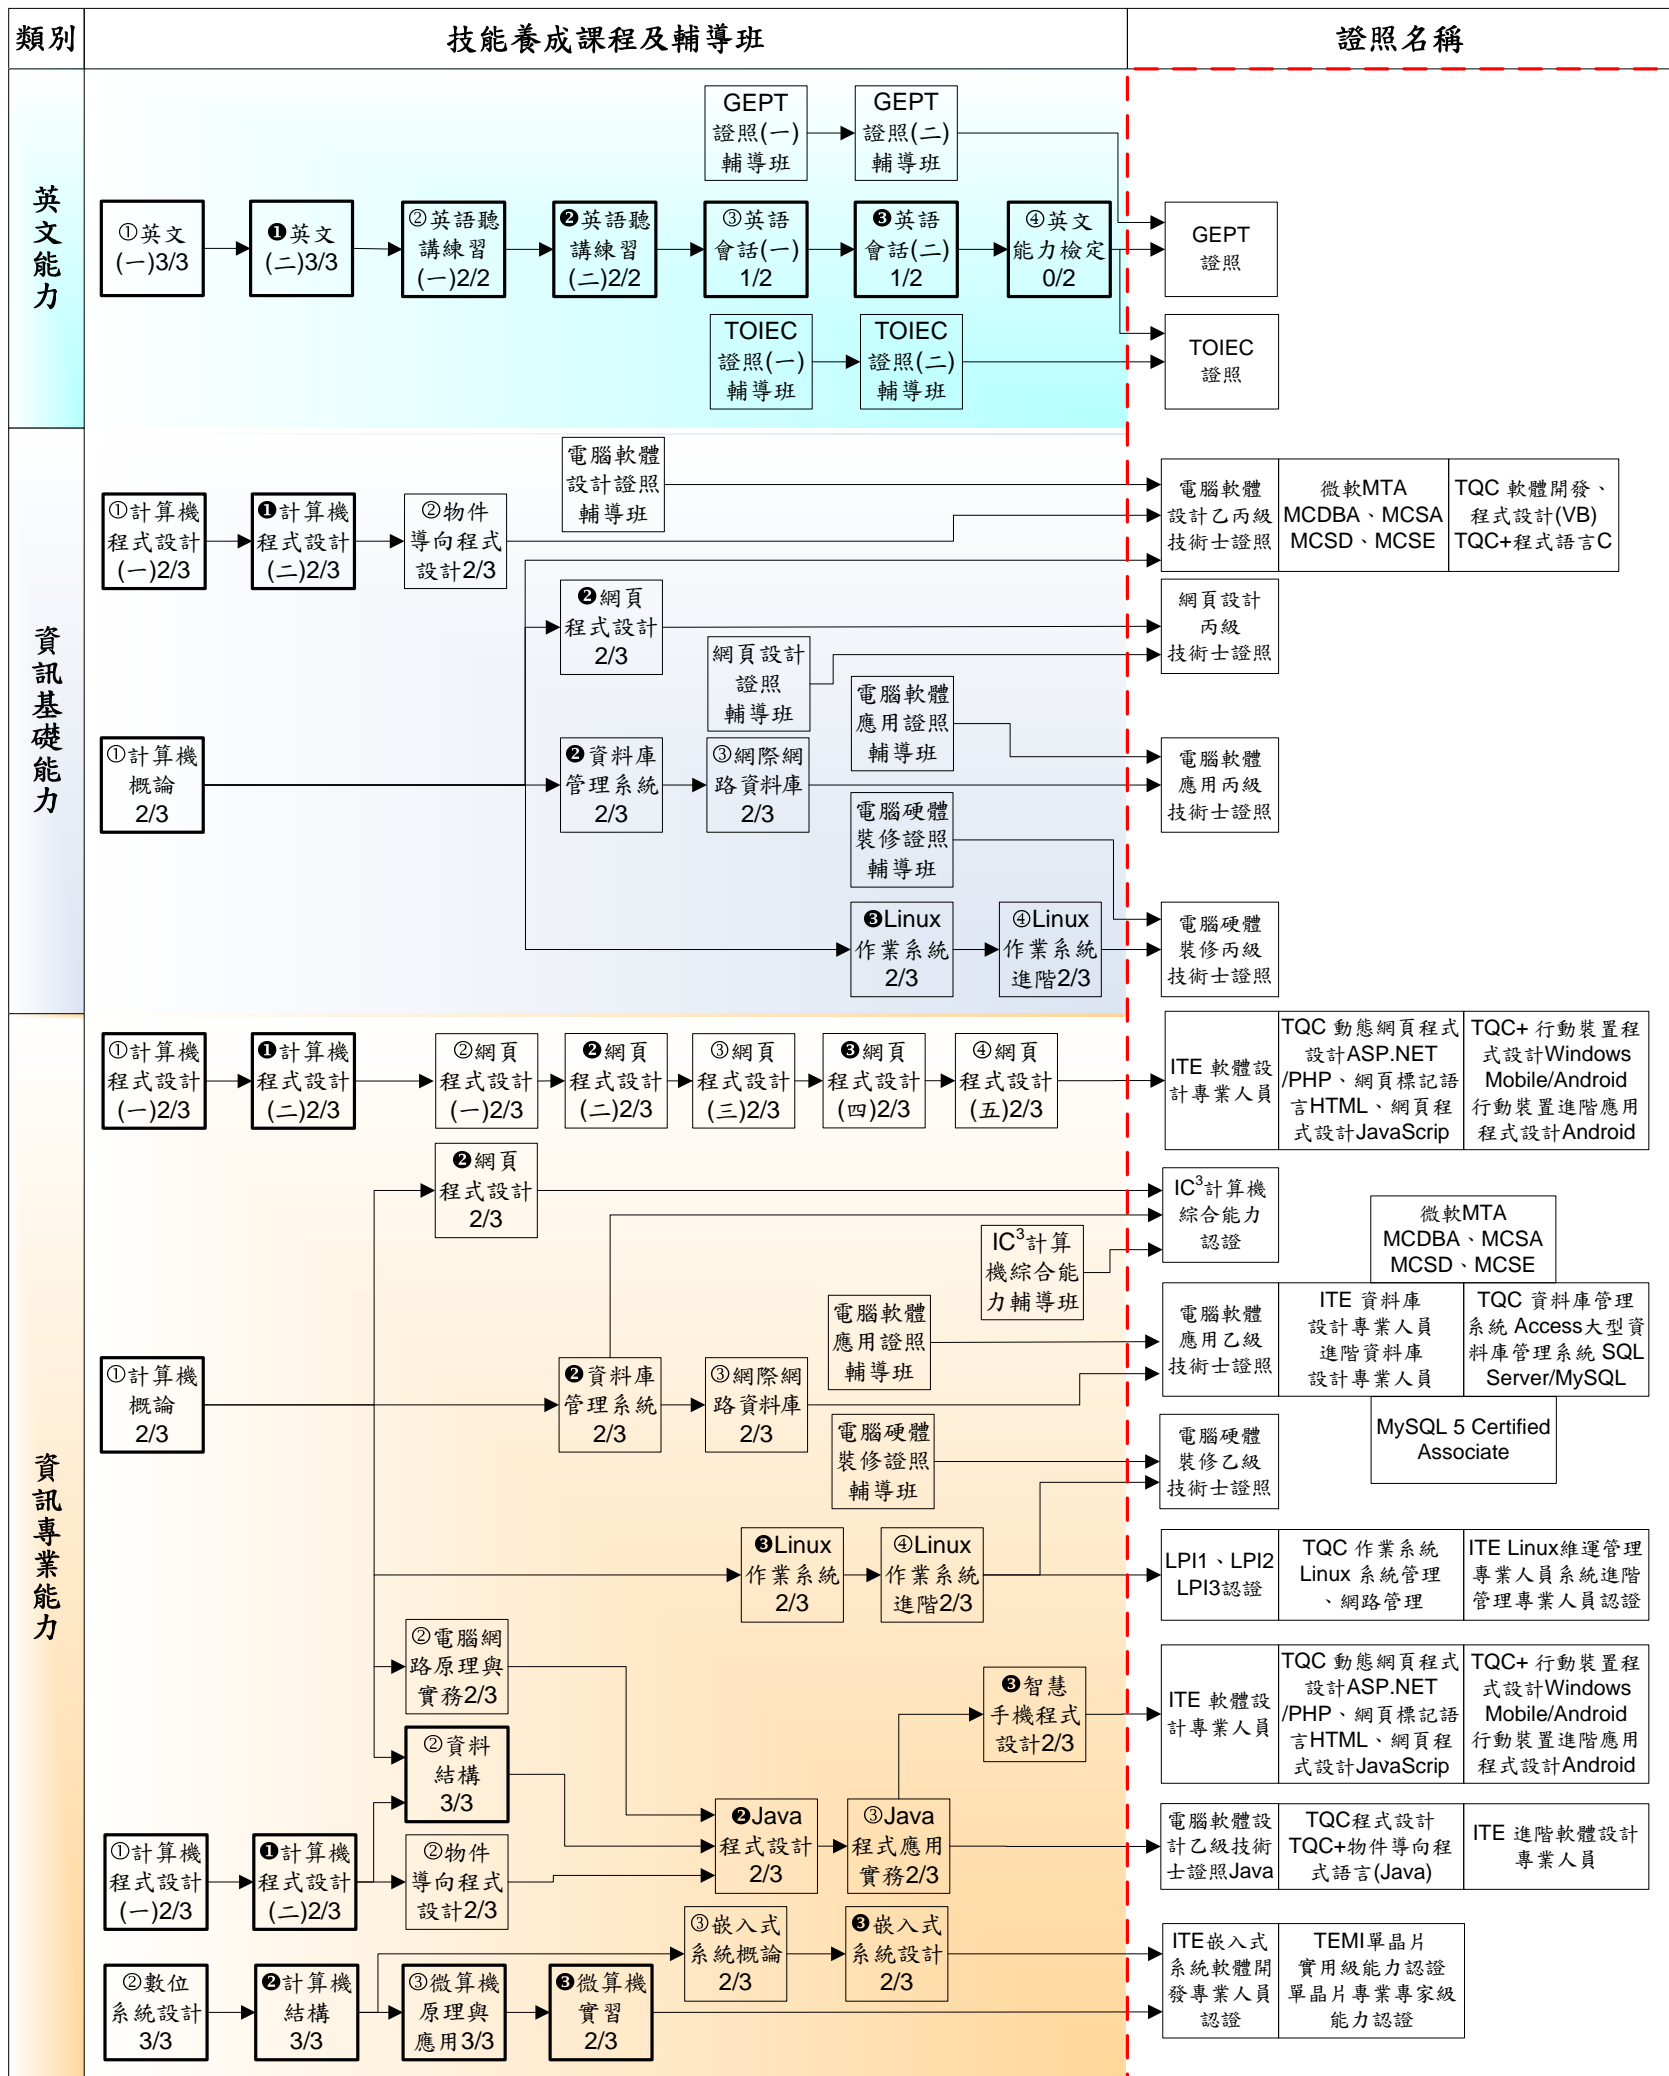 類別
技能養成課程及輔導班
證照名稱
英文能力
GEPT
證照(一)
輔導班
GEPT
證照(二)
輔導班
①英文
(一)3/3
❶英文
(二)3/3
②英語聽
講練習
(一)2/2
❷英語聽
講練習
(二)2/2
③英語
會話(一)
1/2
❸英語
會話(二)
1/2
④英文
能力檢定
0/2
GEPT
證照
TOIEC
證照(一)
輔導班
TOIEC
證照(二)
輔導班
TOIEC
證照
資訊基礎能力
電腦軟體
設計證照
輔導班
①計算機
程式設計
(一)2/3
❶計算機
程式設計
(二)2/3
②物件
導向程式
設計2/3
電腦軟體
設計乙丙級
技術士證照
微軟MTA
MCDBA、MCSA
MCSD、MCSE
TQC 軟體開發、
程式設計(VB)
TQC+程式語言C
❷網頁
程式設計
2/3
網頁設計
證照
輔導班
網頁設計
丙級
技術士證照
電腦軟體
應用證照
輔導班
①計算機
概論
2/3
❷資料庫
管理系統
2/3
③網際網
路資料庫
2/3
電腦軟體
應用丙級
技術士證照
電腦硬體
裝修證照
輔導班
❸Linux
作業系統
2/3
④Linux
作業系統
進階2/3
電腦硬體
裝修丙級
技術士證照
資訊專業能力
①計算機
程式設計
(一)2/3
❶計算機
程式設計
(二)2/3
②網頁
程式設計
(一)2/3
❷網頁
程式設計
(二)2/3
③網頁
程式設計
(三)2/3
❸網頁
程式設計
(四)2/3
④網頁
程式設計
(五)2/3
ITE 軟體設
計專業人員
TQC 動態網頁程式
設計ASP.NET
/PHP、網頁標記語
言HTML、網頁程
式設計JavaScrip
TQC+ 行動裝置程
式設計Windows
Mobile/Android
行動裝置進階應用
程式設計Android
❷網頁
程式設計
2/3
IC³計算機
綜合能力
認證
IC³計算
機綜合能
力輔導班
微軟MTA
MCDBA、MCSA
MCSD、MCSE
電腦軟體
應用證照
輔導班
電腦軟體
應用乙級
技術士證照
ITE 資料庫
設計專業人員
進階資料庫
設計專業人員
TQC 資料庫管理
系統 Access大型資
料庫管理系統 SQL
Server/MySQL
①計算機
概論
2/3
❷資料庫
管理系統
2/3
③網際網
路資料庫
2/3
MySQL 5 Certified
Associate
電腦硬體
裝修證照
輔導班
電腦硬體
裝修乙級
技術士證照
❸Linux
作業系統
2/3
④Linux
作業系統
進階2/3
LPI1、LPI2
LPI3認證
TQC 作業系統
Linux 系統管理
、網路管理
ITE Linux維運管理
專業人員系統進階
管理專業人員認證
②電腦網
路原理與
實務2/3
❸智慧
手機程式
設計2/3
ITE 軟體設
計專業人員
TQC 動態網頁程式
設計ASP.NET
/PHP、網頁標記語
言HTML、網頁程
式設計JavaScrip
TQC+ 行動裝置程
式設計Windows
Mobile/Android
行動裝置進階應用
程式設計Android
②資料
結構
3/3
①計算機
程式設計
(一)2/3
❶計算機
程式設計
(二)2/3
②物件
導向程式
設計2/3
❷Java
程式設計
2/3
③Java
程式應用
實務2/3
電腦軟體設
計乙級技術
士證照Java
TQC程式設計
TQC+物件導向程
式語言(Java)
ITE 進階軟體設計
專業人員
③嵌入式
系統概論
2/3
❸嵌入式
系統設計
2/3
②數位
系統設計
3/3
❷計算機
結構
3/3
③微算機
原理與
應用3/3
❸微算機
實習
2/3
ITE嵌入式
系統軟體開
發專業人員
認證
TEMI單晶片
實用級能力認證
單晶片專業專家級
能力認證